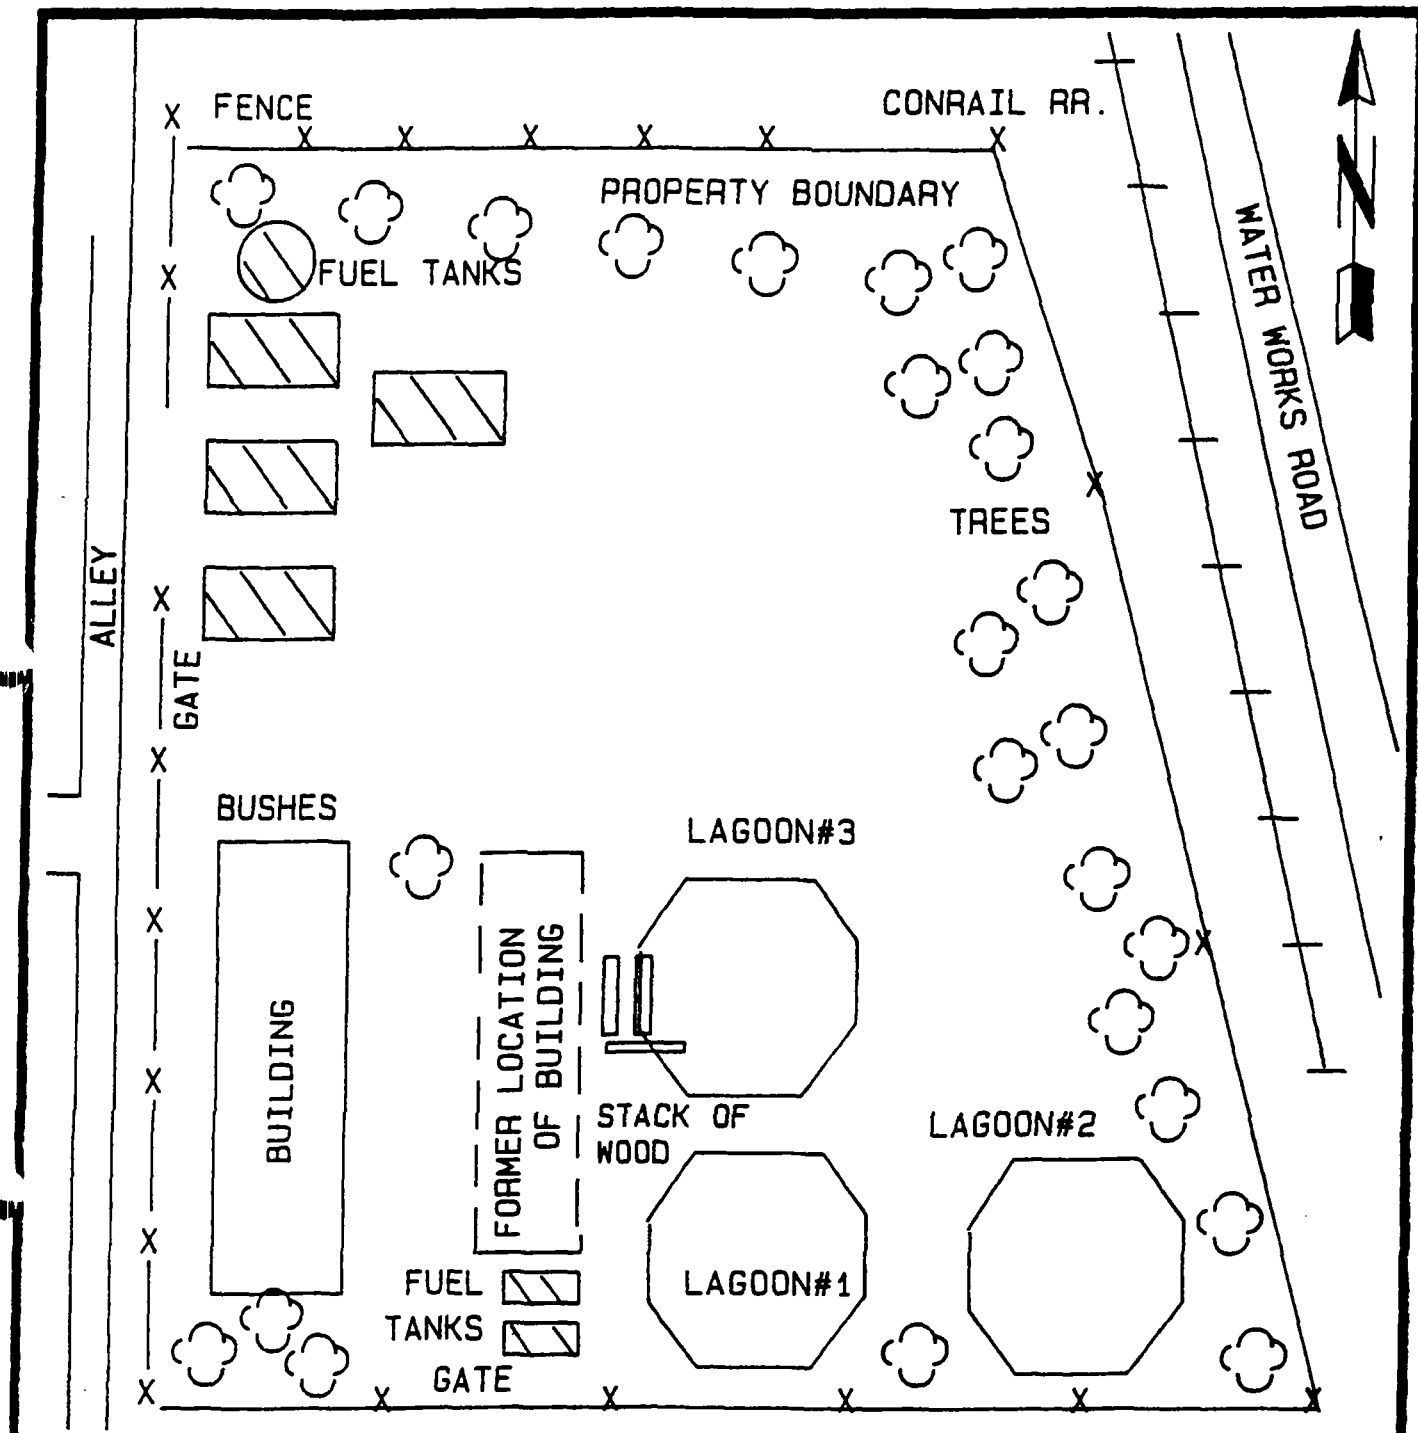 FENCE
CONRAIL RR.
PROPERTY BOUNDARY
FUEL TANKS
WATER WORKS ROAD
N
TREES
ALLEY
GATE
BUSHES
LAGOON#3
BUILDING
FORMER LOCATION
OF BUILDING
STACK OF
WOOD
LAGOON#2
LAGOON#1
FUEL
TANKS
GATE